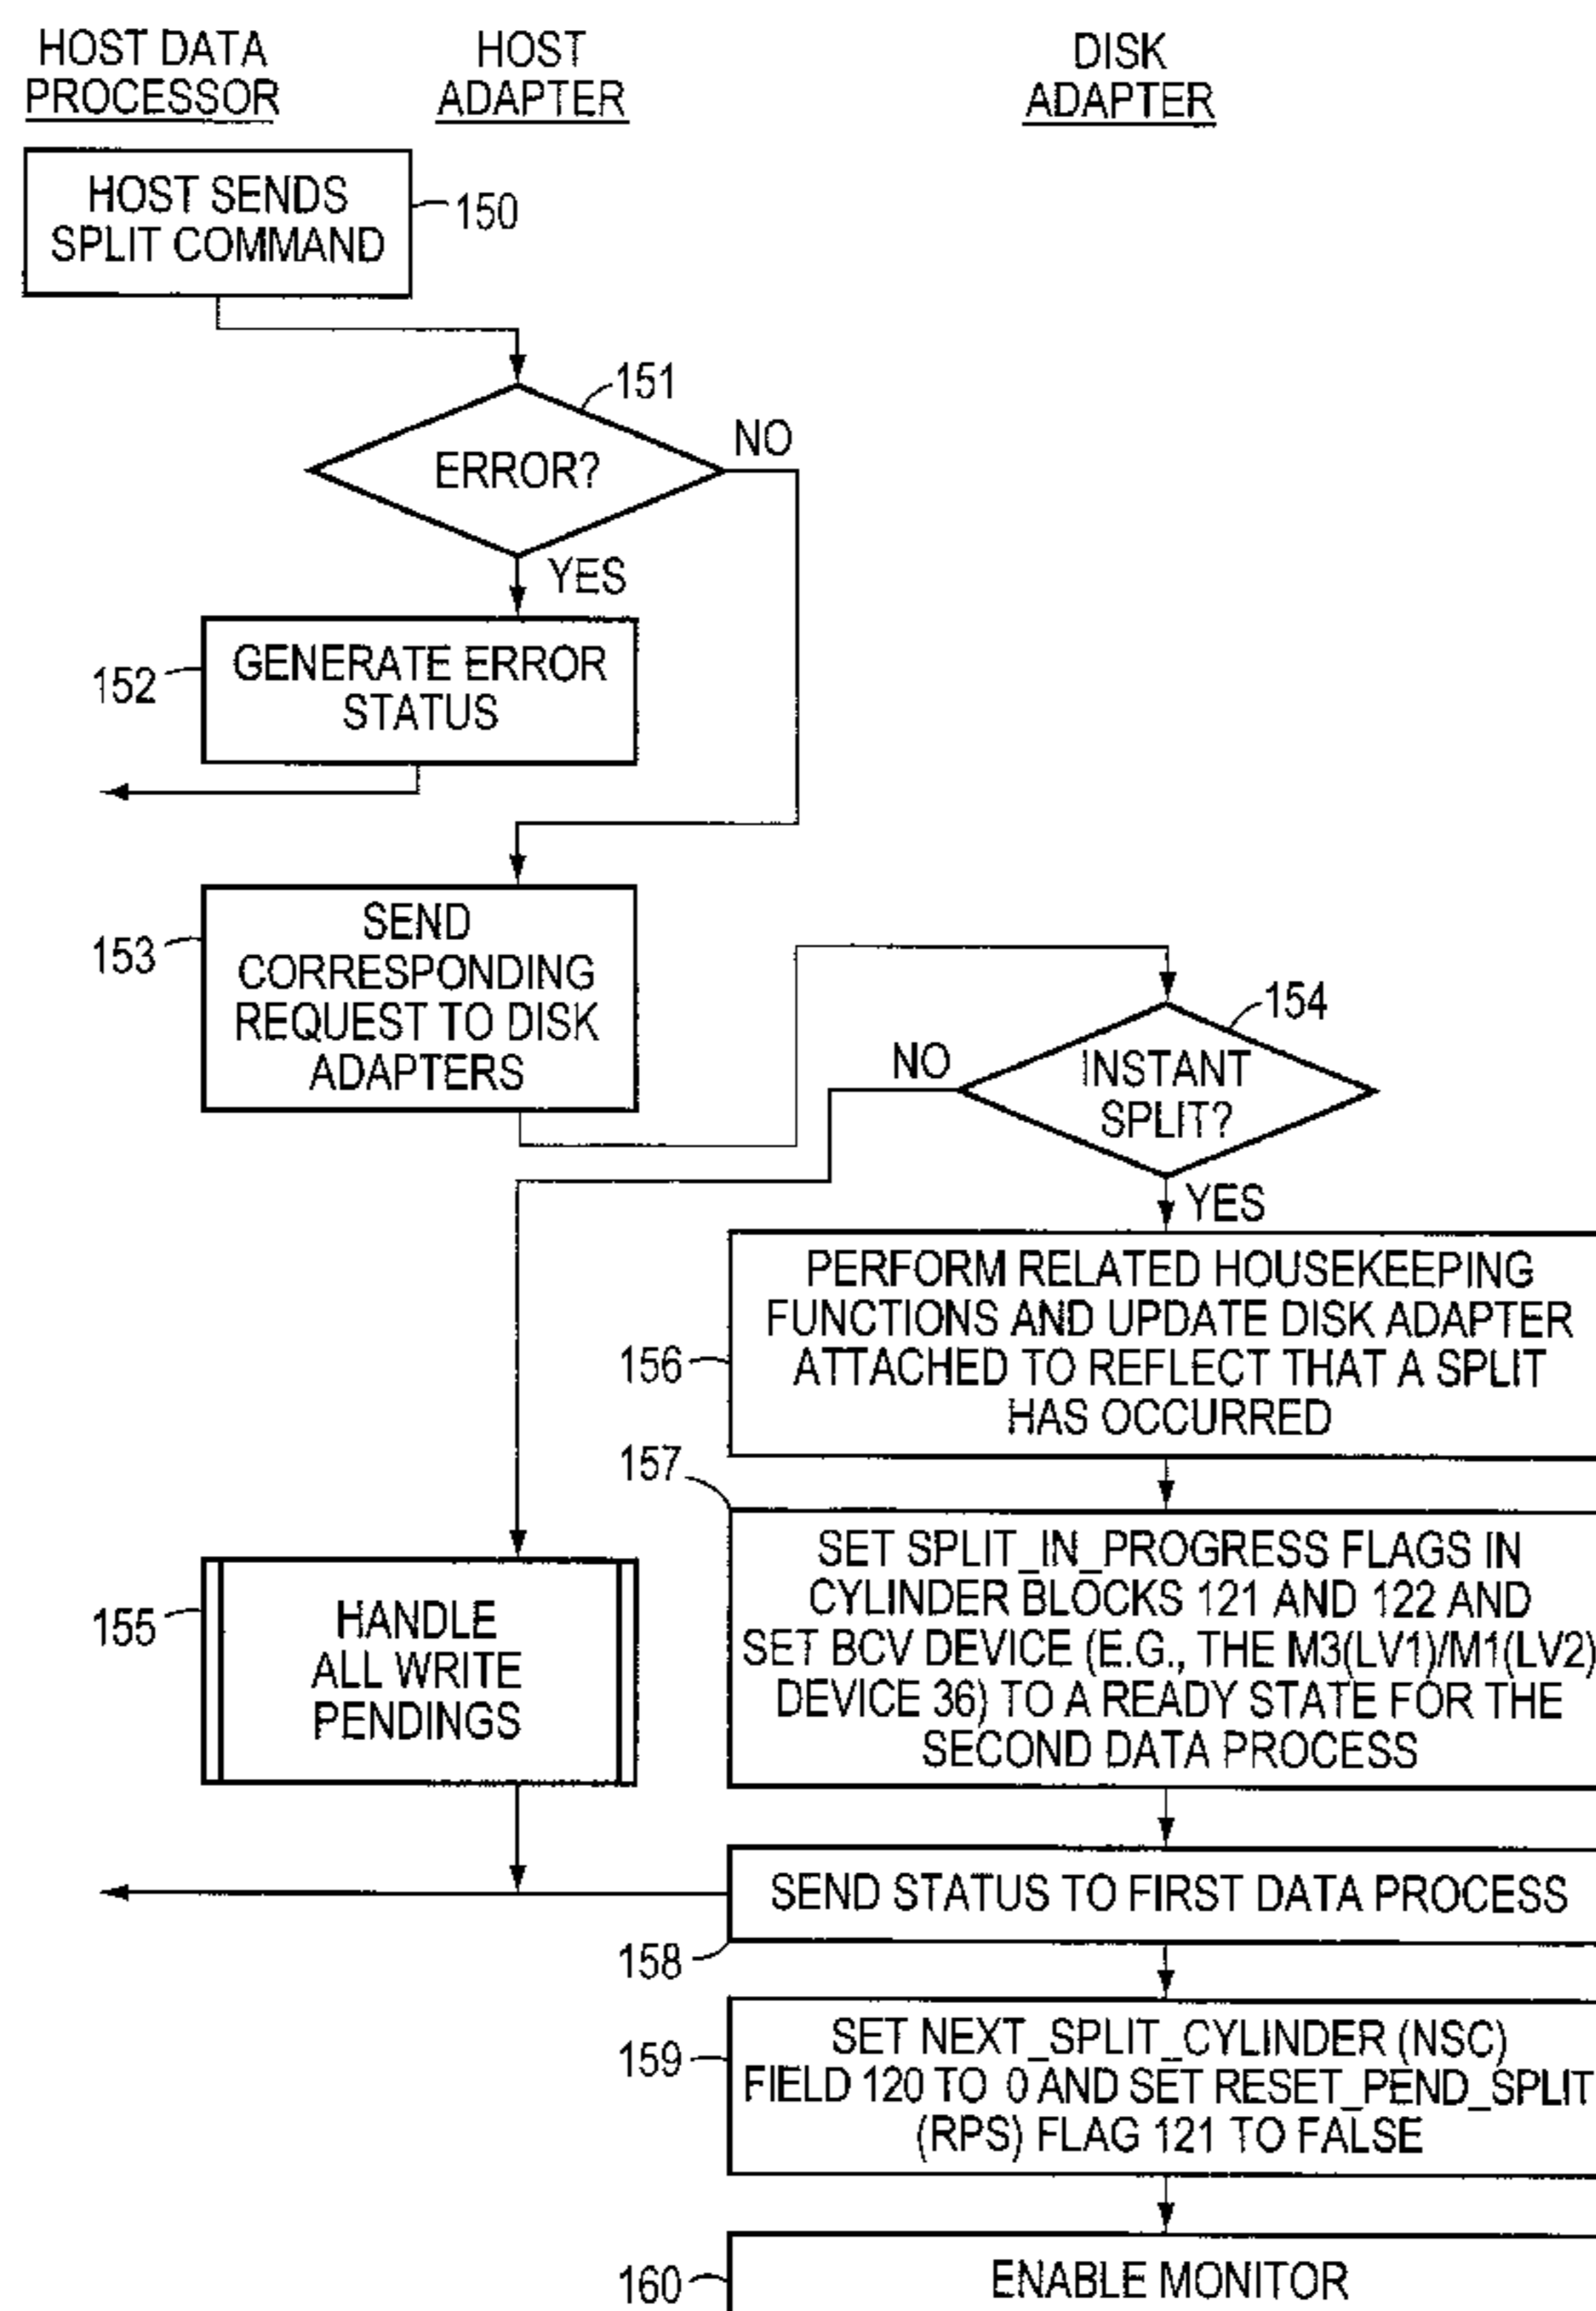 HOST DATA
PROCESSOR
HOST
ADAPTER
DISK
ADAPTER
HOST SENDS
SPLIT COMMAND
150
151
ERROR?
NO
YES
152
GENERATE ERROR
STATUS
153
SEND
CORRESPONDING
REQUEST TO DISK
ADAPTERS
154
INSTANT
SPLIT?
NO
YES
156
PERFORM RELATED HOUSEKEEPING
FUNCTIONS AND UPDATE DISK ADAPTER
ATTACHED TO REFLECT THAT A SPLIT
HAS OCCURRED
157
SET SPLIT_IN_PROGRESS FLAGS IN
CYLINDER BLOCKS 121 AND 122 AND
SET BCV DEVICE (E.G., THE M3(LV1)/M1(LV2)
DEVICE 36) TO A READY STATE FOR THE
SECOND DATA PROCESS
155
HANDLE
ALL WRITE
PENDINGS
SEND STATUS TO FIRST DATA PROCESS
158
159
SET NEXT_SPLIT_CYLINDER (NSC)
FIELD 120 TO 0 AND SET RESET_PEND_SPLIT
(RPS) FLAG 121 TO FALSE
160
ENABLE MONITOR